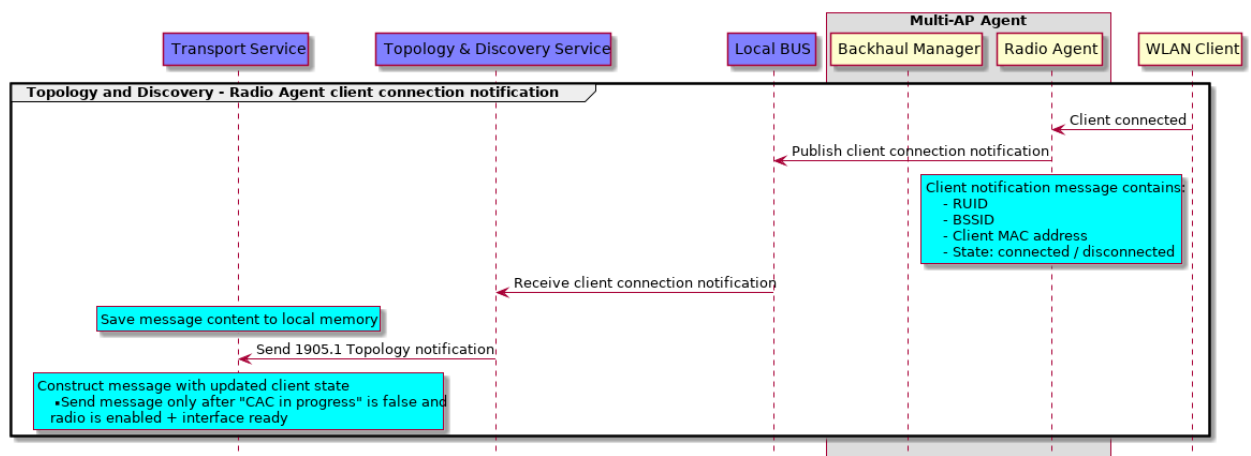 Multi-AP Agent
Transport Service
Topology & Discovery Service
Local BUS
Backhaul Manager
Radio Agent
WLAN Client
Topology and Discovery - Radio Agent client connection notification
Client connected
Publish client connection notification
Client notification message contains:
- RUID
- BSSID
- Client MAC address
- State: connected / disconnected
Receive client connection notification
Save message content to local memory
Send 1905.1 Topology notification
Construct message with updated client state
▪Send message only after "CAC in progress" is false and
radio is enabled + interface ready